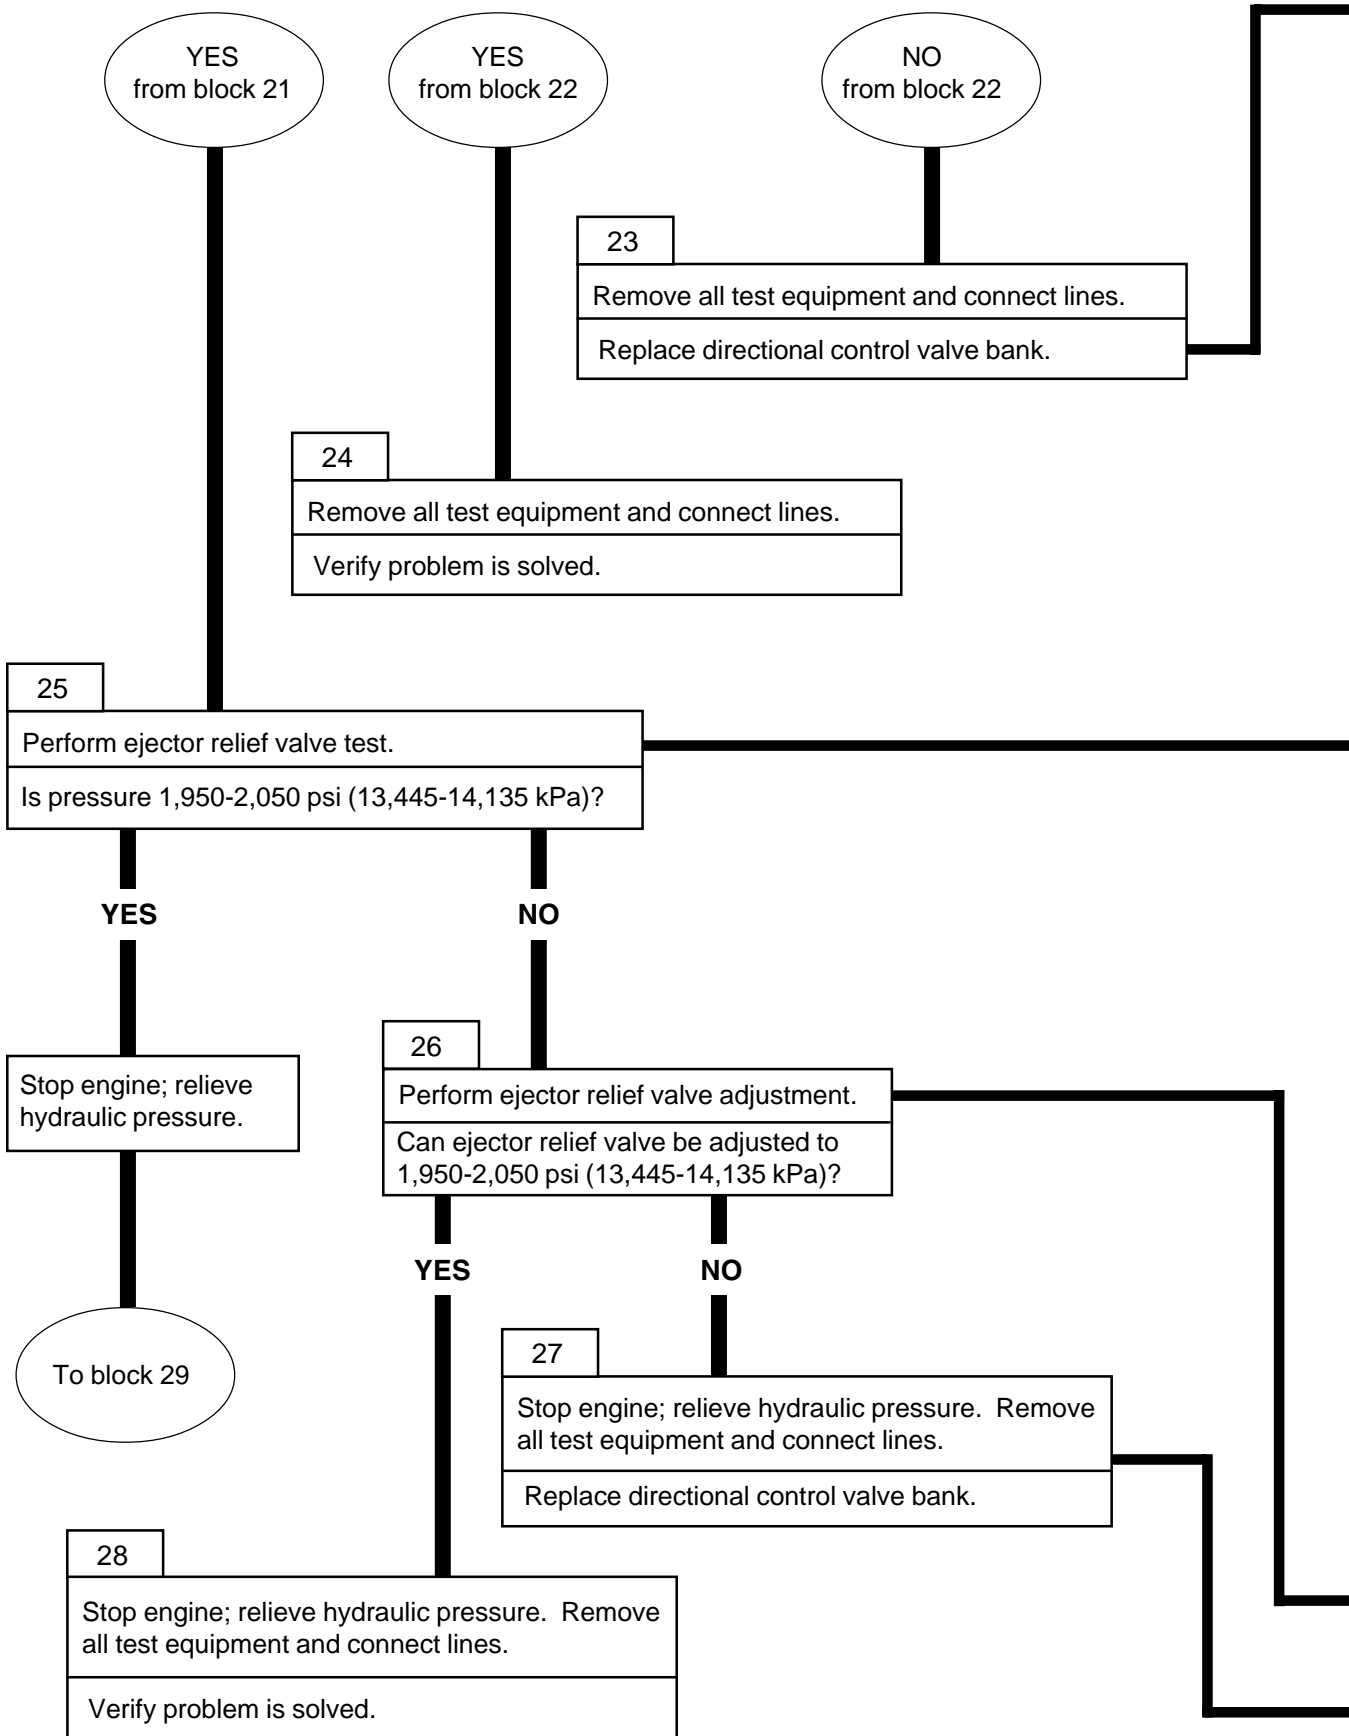 YES
from block 21
YES
from block 22
NO
from block 22
23
Remove all test equipment and connect lines.
Replace directional control valve bank.
24
Remove all test equipment and connect lines.
Verify problem is solved.
25
Perform ejector relief valve test.
Is pressure 1,950-2,050 psi (13,445-14,135 kPa)?
YES
NO
Stop engine; relieve
hydraulic pressure.
To block 29
26
Perform ejector relief valve adjustment.
Can ejector relief valve be adjusted to
1,950-2,050 psi (13,445-14,135 kPa)?
YES
NO
27
Stop engine; relieve hydraulic pressure.  Remove
all test equipment and connect lines.
Replace directional control valve bank.
28
Stop engine; relieve hydraulic pressure.  Remove
all test equipment and connect lines.
Verify problem is solved.